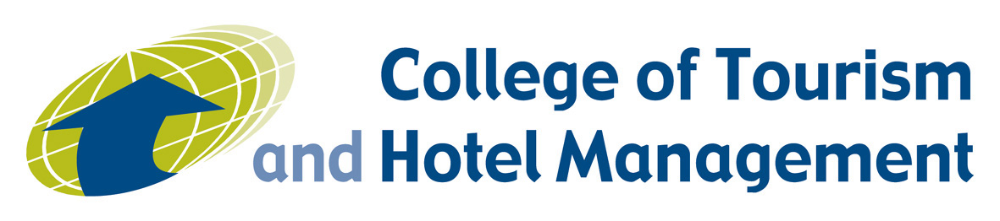 College of Tourism
and Hotel Management